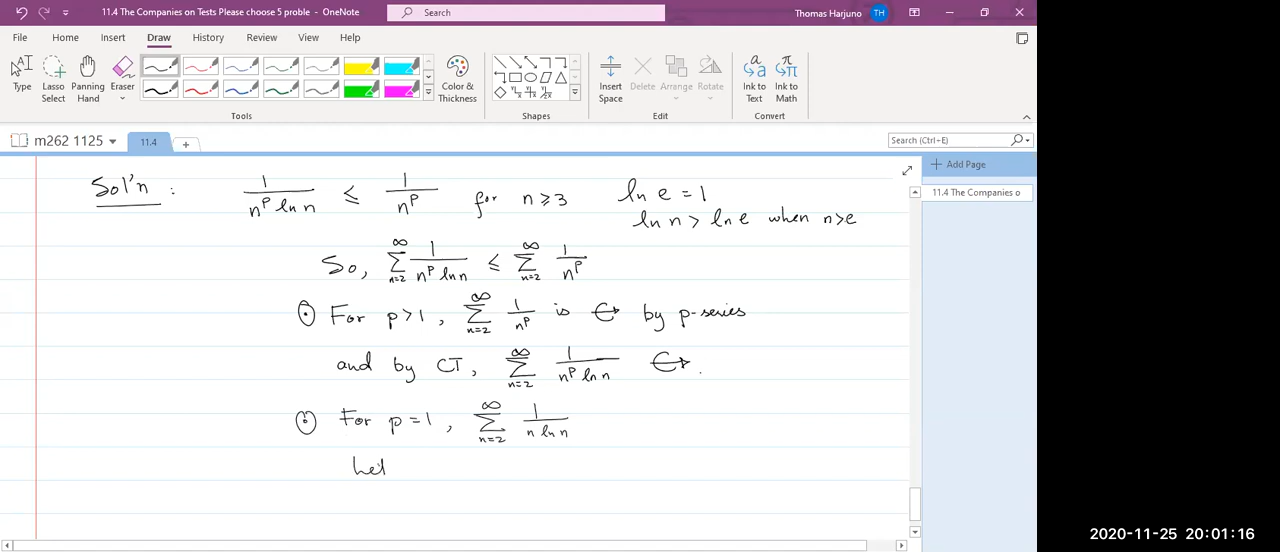 11.4 The Companies on Tests Please choose 5 proble - OneNote
Search
Thomas Harjuno TH
File Home Insert Draw History Review View Help
Type Lasso Select Panning Hand Eraser Color & Thickness Insert Space Delete Arrange Rotate Ink to Text Ink to Math
Tools Shapes Edit Convert
m262 1125 11.4 Search (Ctrl+E)
Add Page
11.4 The Companies o
Sol'n : 1/(n^p ln n) ≤ 1/n^p for n ≥ 3 ln e = 1
ln n > ln e when n > e
So, ∑_{n=2}^∞ 1/(n^p ln n) ≤ ∑_{n=2}^∞ 1/n^p
⊙ For p > 1, ∑_{n=2}^∞ 1/n^p is by p-series
and by CT, ∑_{n=2}^∞ 1/(n^p ln n) .
⊙ For p = 1, ∑_{n=2}^∞ 1/(n ln n)
2020-11-25 20:01:16